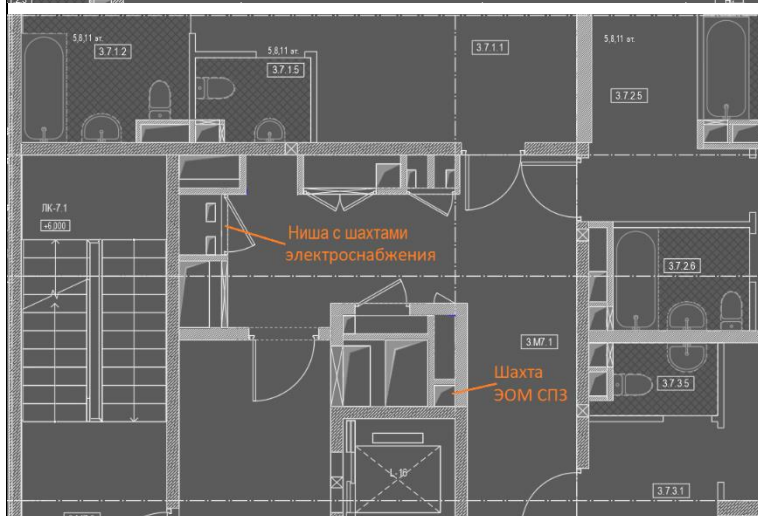 5,8,11 эт.
3.7.1.2
5,8,11 эт.
3.7.1.5
3.7.1.1
5,8,11 эт.
3.7.2.5
ЛК-7.1
+6,000
Ниша с шахтами
электроснабжения
3.7.2.6
3.М7.1
Шахта
ЭОМ СПЗ
3.7.3.5
L-16
3.7.3.1